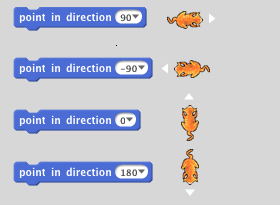 point in direction 90▼
point in direction -90▼
point in direction 0▼
point in direction 180▼